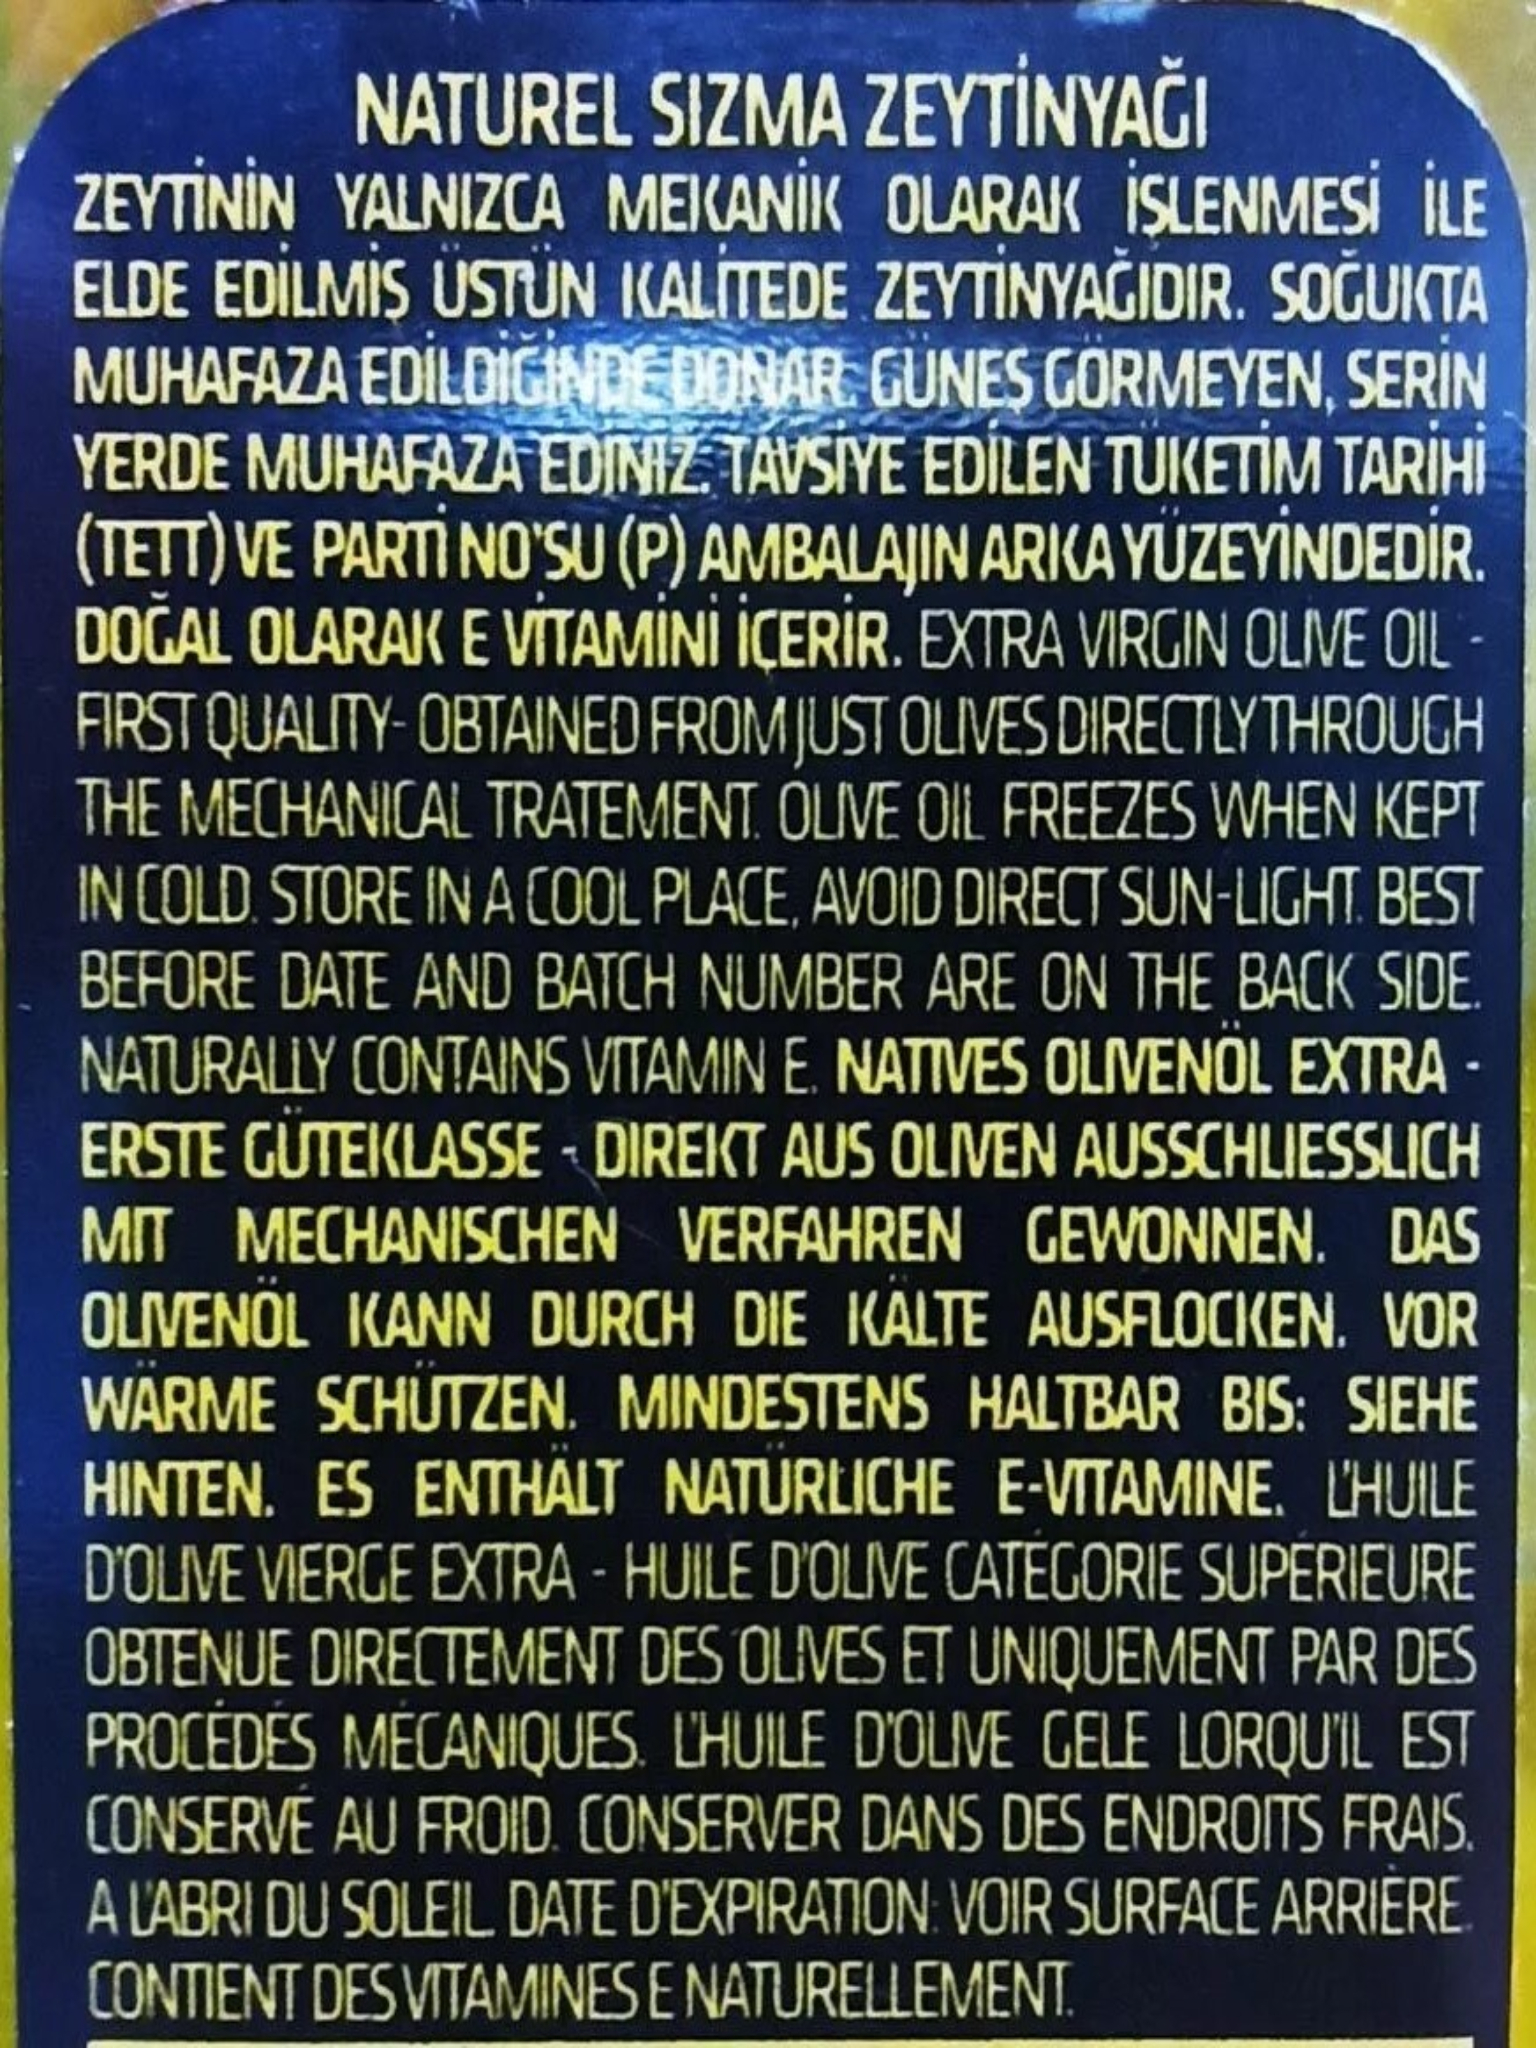 NATUREL SIZMA ZEYTİNYAĞI
ZEYTİNİN YALNIZCA MEKANİK OLARAK İŞLENMESİ İLE
ELDE EDİLMİŞ ÜSTÜN KALİTEDE ZEYTİNYAĞIDIR. SOĞUKTA
MUHAFAZA EDİLDİĞİNDE DONAR. GÜNEŞ GÖRMEYEN, SERİN
YERDE MUHAFAZA EDİNİZ. TAVSİYE EDİLEN TÜKETİM TARİHİ
(TETT) VE PARTİ NO'SU (P) AMBALAJIN ARKA YÜZEYİNDEDİR.
DOĞAL OLARAK E VİTAMİNİ İÇERİR. EXTRA VIRGIN OLIVE OIL -
FIRST QUALITY- OBTAINED FROM JUST OLIVES DIRECTLY THROUGH
THE MECHANICAL TRATEMENT. OLIVE OIL FREEZES WHEN KEPT
IN COLD. STORE IN A COOL PLACE, AVOID DIRECT SUN-LIGHT. BEST
BEFORE DATE AND BATCH NUMBER ARE ON THE BACK SIDE.
NATURALLY CONTAINS VITAMIN E. NATIVES OLIVENÖL EXTRA -
ERSTE GÜTEKLASSE - DIREKT AUS OLIVEN AUSSCHLIESSLICH
MIT MECHANISCHEN VERFAHREN GEWONNEN. DAS
OLIVENÖL KANN DURCH DIE KÄLTE AUSFLOCKEN. VOR
WÄRME SCHÜTZEN. MINDESTENS HALTBAR BIS: SIEHE
HINTEN. ES ENTHÄLT NATÜRLICHE E-VITAMINE. L'HUILE
D'OLIVE VIERGE EXTRA - HUILE D'OLIVE CATÉGORIE SUPÉRIEURE
OBTENUE DIRECTEMENT DES OLIVES ET UNIQUEMENT PAR DES
PROCÉDÉS MÉCANIQUES. L'HUILE D'OLIVE GELE LORQU'IL EST
CONSERVÉ AU FROID. CONSERVER DANS DES ENDROITS FRAIS.
A L'ABRI DU SOLEIL. DATE D'EXPIRATION: VOIR SURFACE ARRIÈRE.
CONTIENT DES VITAMINES E NATURELLEMENT.